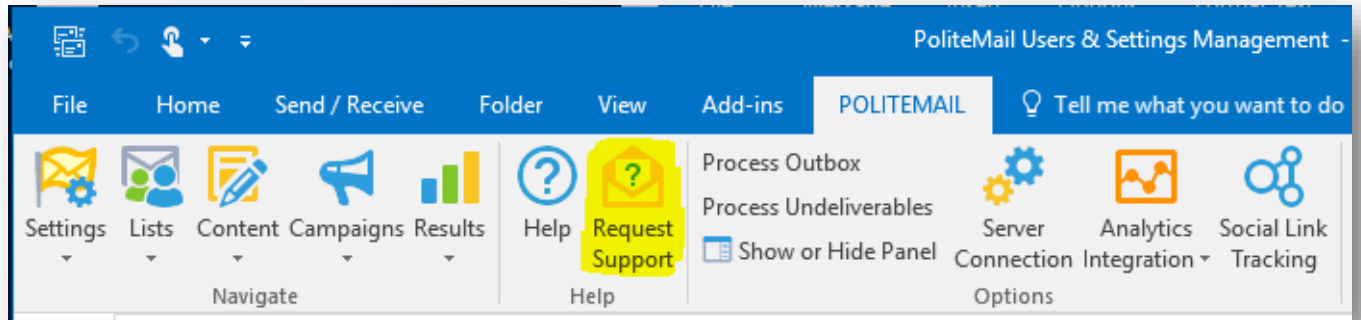 PoliteMail Users & Settings Management -
File Home Send / Receive Folder View Add-ins POLITEMAIL Tell me what you want to do
Settings Lists Content Campaigns Results
Help Request Support
Process Outbox
Process Undeliverables
Show or Hide Panel
Server Connection
Analytics Integration
Social Link Tracking
Navigate Help Options